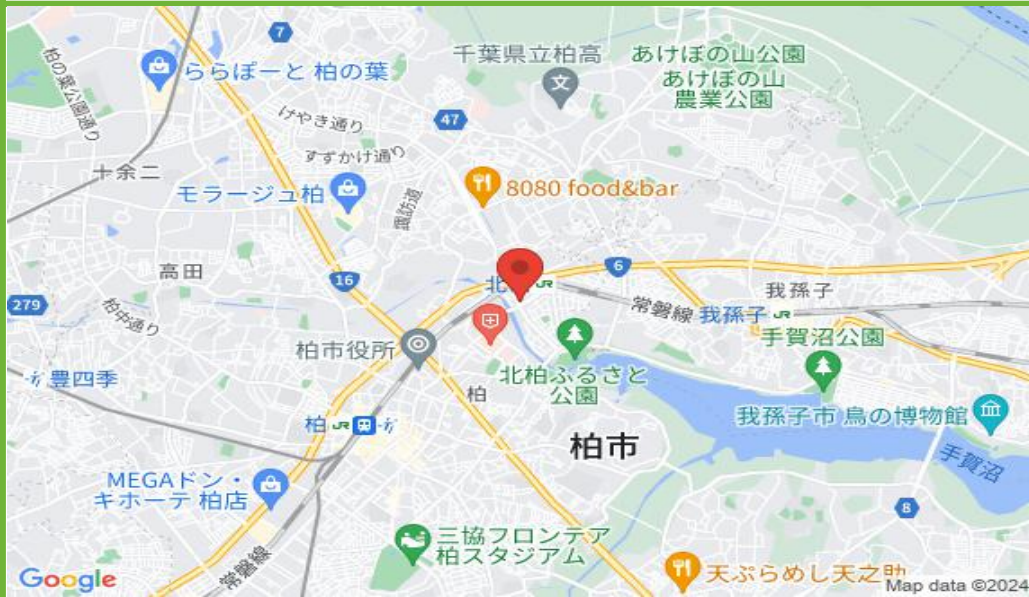 7
千葉県立柏高
あけぼの山公園
あけぼの山
農業公園
ららぽーと 柏の葉
柏の葉公園通り
47
けやき通り
すずかけ通り
十余二
モラージュ柏
諏訪道
8080 food&bar
高田
16
6
279
柏中通り
北
JR
常磐線
我孫子
我孫子
JR
手賀沼公園
柏市役所
豊四季
北柏ふるさと
公園
柏
柏
JR
我孫子市 鳥の博物館
柏市
手賀沼
MEGAドン・
キホーテ 柏店
8
三協フロンテア
柏スタジアム
常磐線
天ぷらめし天之助
Google
Map data ©2024